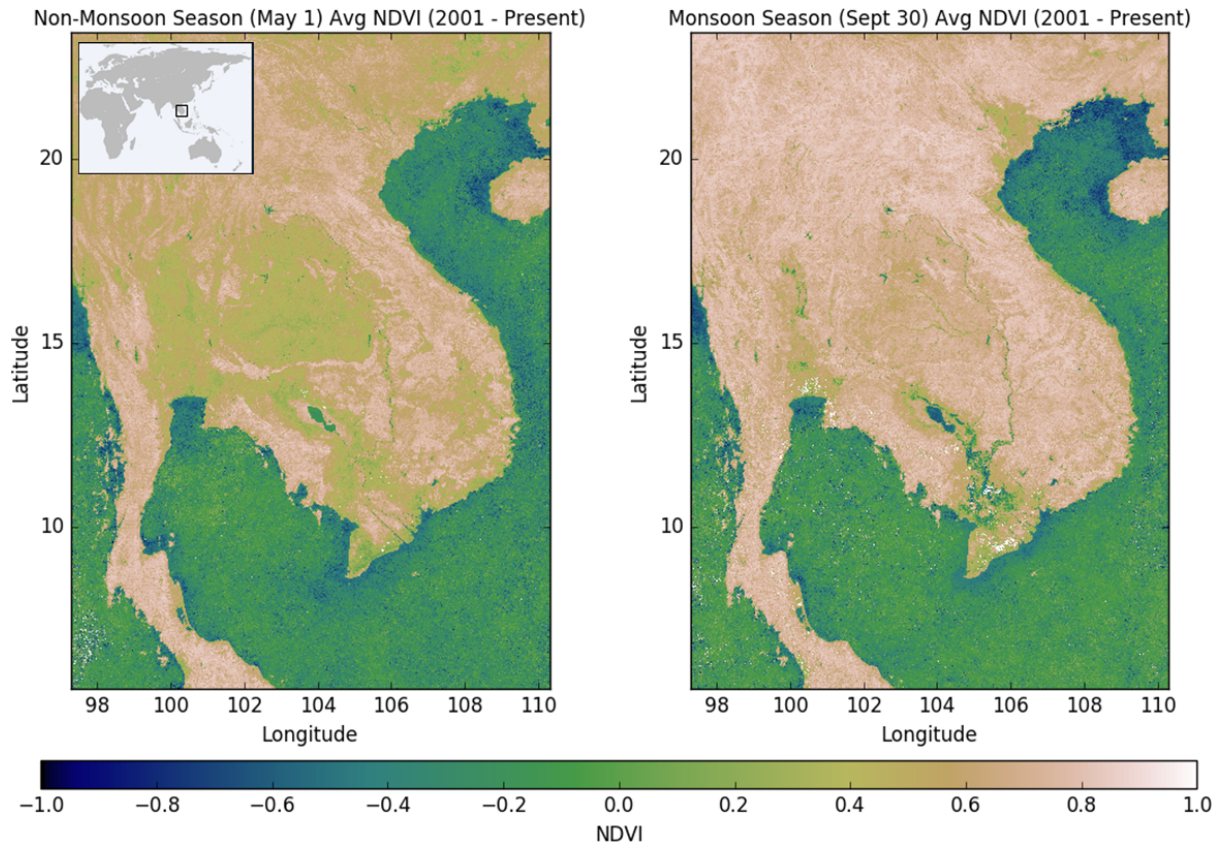 Non-Monsoon Season (May 1) Avg NDVI (2001 - Present)
Monsoon Season (Sept 30) Avg NDVI (2001 - Present)
20
15
10
Latitude
98 100 102 104 106 108 110
Longitude
20
15
10
Latitude
98 100 102 104 106 108 110
Longitude
−1.0 −0.8 −0.6 −0.4 −0.2 0.0 0.2 0.4 0.6 0.8 1.0
NDVI